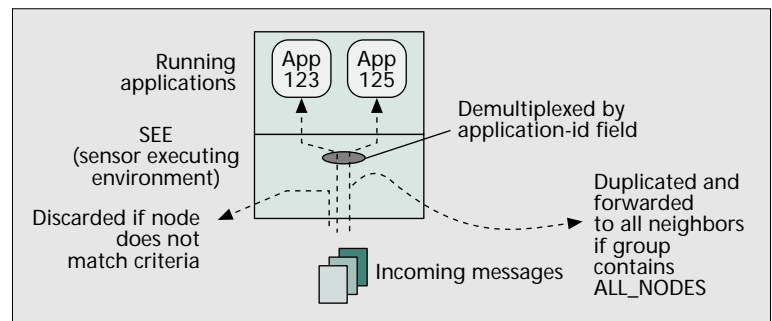 Running
applications
App
123
App
125
Demultiplexed by
application-id field
SEE
(sensor executing
environment)
Discarded if node
does not
match criteria
Duplicated and
forwarded
to all neighbors
if group
contains
ALL_NODES
Incoming messages